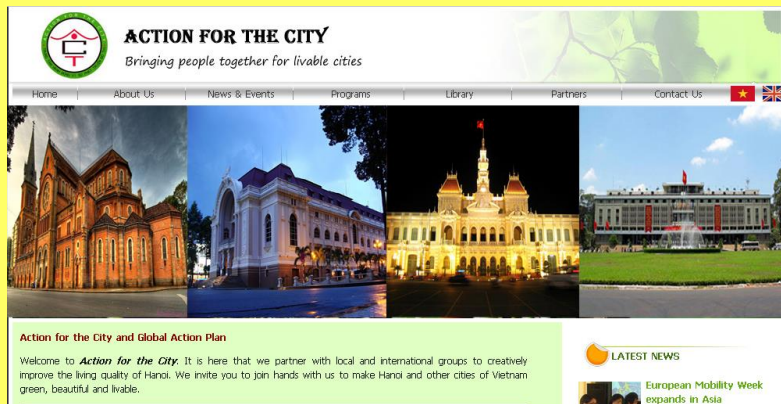 ACTION FOR THE CITY
Bringing people together for livable cities
Home
About Us
News & Events
Programs
Library
Partners
Contact Us
Action for the City and Global Action Plan
Welcome to Action for the City. It is here that we partner with local and international groups to creatively
improve the living quality of Hanoi. We invite you to join hands with us to make Hanoi and other cities of Vietnam
green, beautiful and livable.
LATEST NEWS
European Mobility Week
expands in Asia